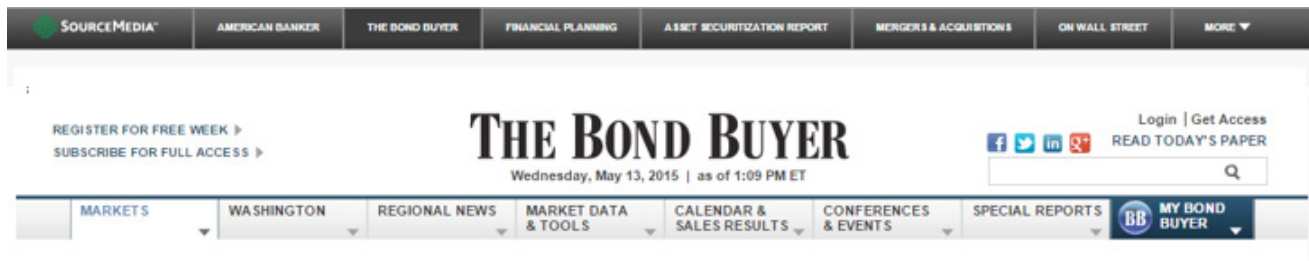 SOURCEMEDIA AMERICAN BANKER THE BOND BUYER FINANCIAL PLANNING ASSET SECURITIZATION REPORT MERGERS & ACQUISITIONS ON WALL STREET MORE
;
REGISTER FOR FREE WEEK
SUBSCRIBE FOR FULL ACCESS
THE BOND BUYER
Wednesday, May 13, 2015 | as of 1:09 PM ET
Login | Get Access
f in g+ READ TODAY'S PAPER
MARKETS WASHINGTON REGIONAL NEWS MARKET DATA & TOOLS CALENDAR & SALES RESULTS CONFERENCES & EVENTS SPECIAL REPORTS BB MY BOND BUYER